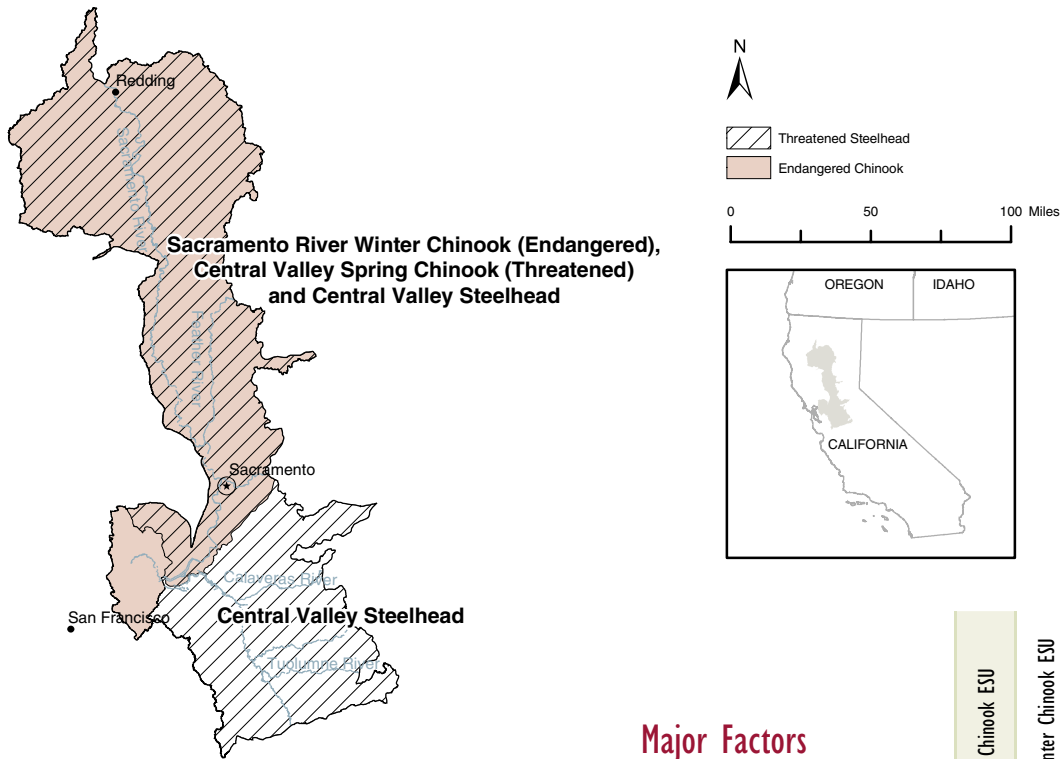 Redding
Sacramento River
Sacramento River Winter Chinook (Endangered),
Central Valley Spring Chinook (Threatened)
and Central Valley Steelhead
Feather River
Sacramento
San Francisco
Calaveras River
Central Valley Steelhead
Tuolumne River
N
Threatened Steelhead
Endangered Chinook
0 50 100 Miles
OREGON IDAHO
CALIFORNIA
Major Factors
Chinook ESU
nter Chinook ESU